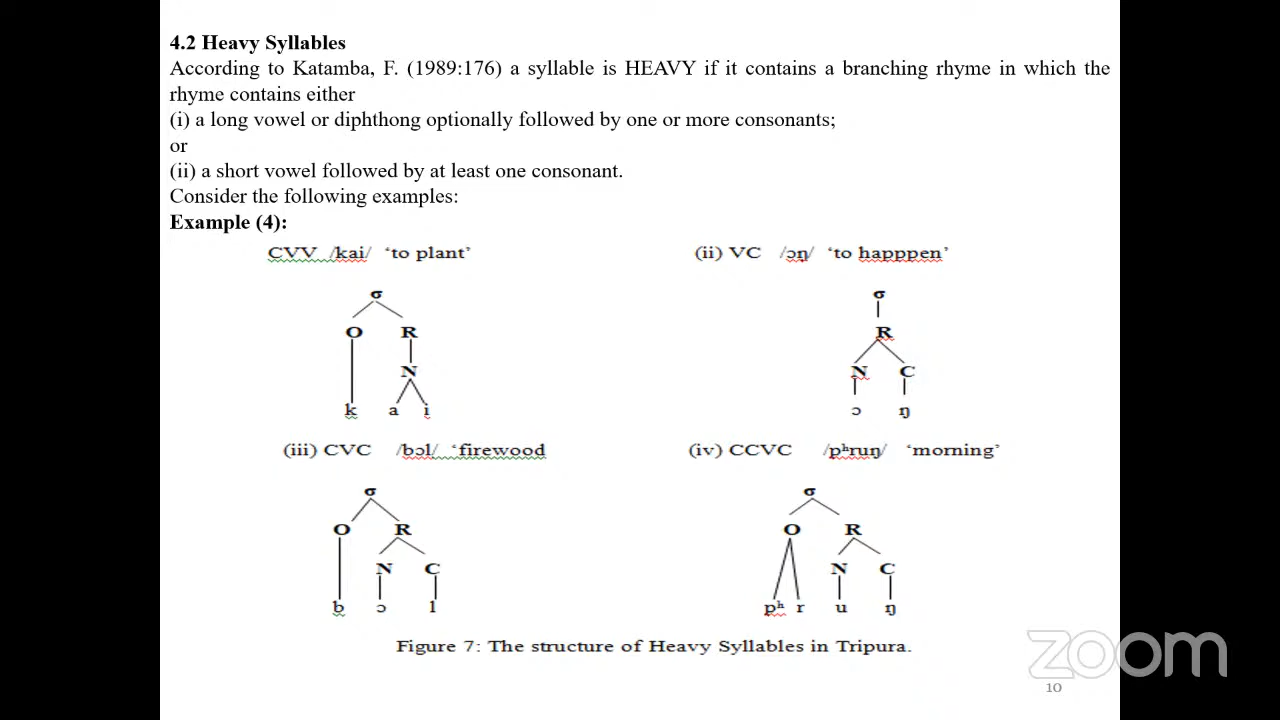 4.2 Heavy Syllables
According to Katamba, F. (1989:176) a syllable is HEAVY if it contains a branching rhyme in which the
rhyme contains either
(i) a long vowel or diphthong optionally followed by one or more consonants;
or
(ii) a short vowel followed by at least one consonant.
Consider the following examples:
Example (4):
CVV /kai/ ‘to plant’ (ii) VC /ɔŋ/ ‘to happpen’
σ σ
O R R
N N C
k a i ɔ ŋ
(iii) CVC /bɔl/ ‘firewood (iv) CCVC /pʰruŋ/ ‘morning’
σ σ
O R O R
N C N C
b ɔ l pʰ r u ŋ
Figure 7: The structure of Heavy Syllables in Tripura.
zoom
10